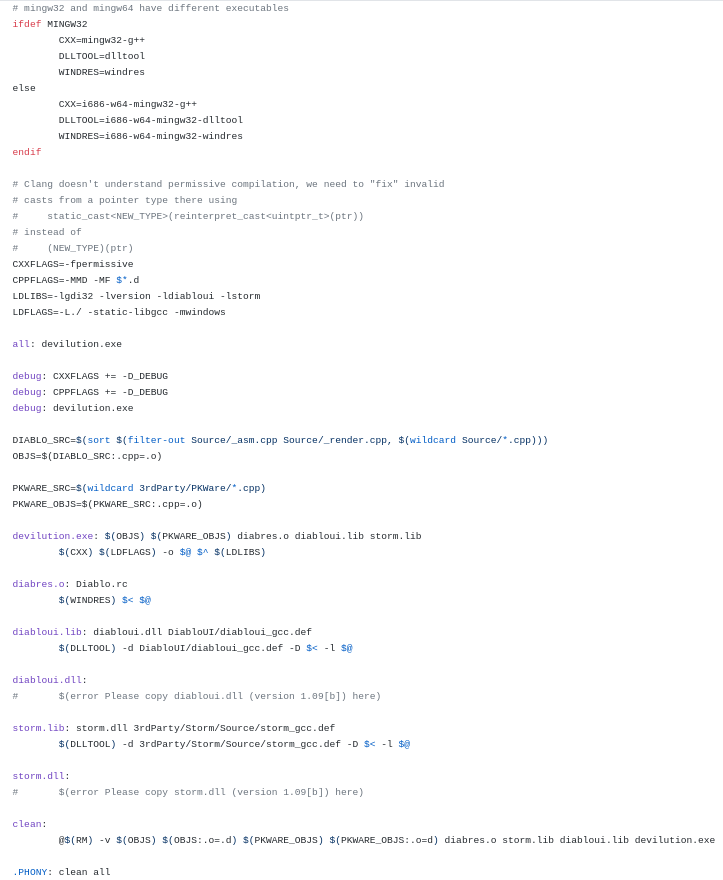 # mingw32 and mingw64 have different executables
ifdef MINGW32
        CXX=mingw32-g++
        DLLTOOL=dlltool
        WINDRES=windres
else
        CXX=i686-w64-mingw32-g++
        DLLTOOL=i686-w64-mingw32-dlltool
        WINDRES=i686-w64-mingw32-windres
endif

# Clang doesn't understand permissive compilation, we need to "fix" invalid
# casts from a pointer type there using
#     static_cast<NEW_TYPE>(reinterpret_cast<uintptr_t>(ptr))
# instead of
#     (NEW_TYPE)(ptr)
CXXFLAGS=-fpermissive
CPPFLAGS=-MMD -MF $*.d
LDLIBS=-lgdi32 -lversion -ldiabloui -lstorm
LDFLAGS=-L./ -static-libgcc -mwindows

all: devilution.exe

debug: CXXFLAGS += -D_DEBUG
debug: CPPFLAGS += -D_DEBUG
debug: devilution.exe

DIABLO_SRC=$(sort $(filter-out Source/_asm.cpp Source/_render.cpp, $(wildcard Source/*.cpp)))
OBJS=$(DIABLO_SRC:.cpp=.o)

PKWARE_SRC=$(wildcard 3rdParty/PKWare/*.cpp)
PKWARE_OBJS=$(PKWARE_SRC:.cpp=.o)

devilution.exe: $(OBJS) $(PKWARE_OBJS) diabres.o diabloui.lib storm.lib
        $(CXX) $(LDFLAGS) -o $@ $^ $(LDLIBS)

diabres.o: Diablo.rc
        $(WINDRES) $< $@

diabloui.lib: diabloui.dll DiabloUI/diabloui_gcc.def
        $(DLLTOOL) -d DiabloUI/diabloui_gcc.def -D $< -l $@

diabloui.dll:
#       $(error Please copy diabloui.dll (version 1.09[b]) here)

storm.lib: storm.dll 3rdParty/Storm/Source/storm_gcc.def
        $(DLLTOOL) -d 3rdParty/Storm/Source/storm_gcc.def -D $< -l $@

storm.dll:
#       $(error Please copy storm.dll (version 1.09[b]) here)

clean:
        @$(RM) -v $(OBJS) $(OBJS:.o=.d) $(PKWARE_OBJS) $(PKWARE_OBJS:.o=d) diabres.o storm.lib diabloui.lib devilution.exe

.PHONY: clean all